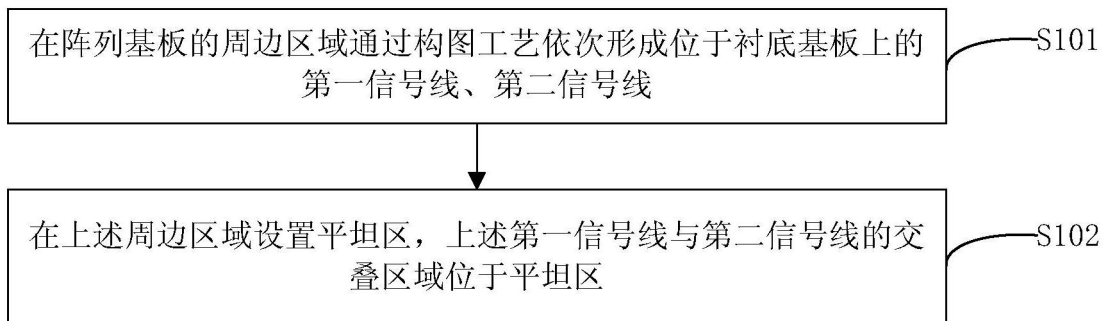 在阵列基板的周边区域通过构图工艺依次形成位于衬底基板上的
第一信号线、第二信号线
S101
在上述周边区域设置平坦区，上述第一信号线与第二信号线的交
叠区域位于平坦区
S102